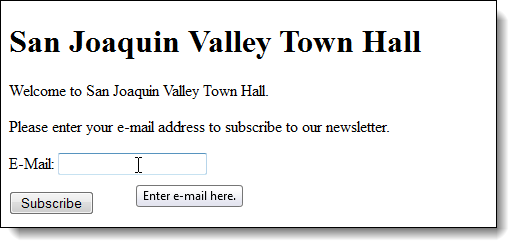 San Joaquin Valley Town Hall
Welcome to San Joaquin Valley Town Hall.
Please enter your e-mail address to subscribe to our newsletter.
E-Mail:
Subscribe
Enter e-mail here.